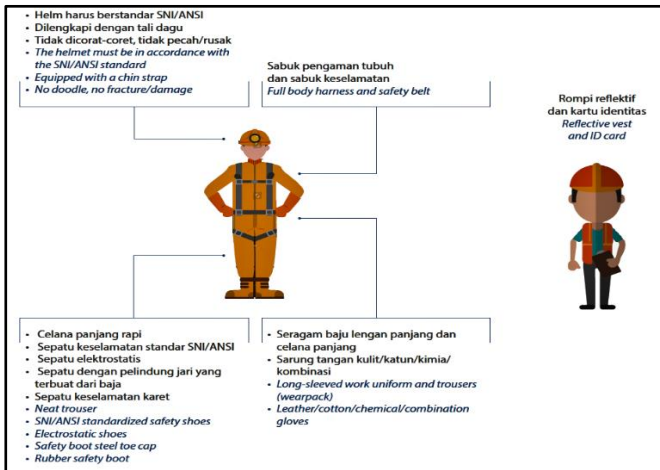 • Helm harus berstandar SNI/ANSI
• Dilengkapi dengan tali dagu
• Tidak dicorat-coret, tidak pecah/rusak
• The helmet must be in accordance with
the SNI/ANSI standard
• Equipped with a chin strap
• No doodle, no fracture/damage
Sabuk pengaman tubuh
dan sabuk keselamatan
Full body harness and safety belt
Rompi reflektif
dan kartu identitas
Reflective vest
and ID card
• Celana panjang rapi
• Sepatu keselamatan standar SNI/ANSI
• Sepatu elektrostatis
• Sepatu dengan pelindung jari yang
terbuat dari baja
• Sepatu keselamatan karet
• Neat trouser
• SNI/ANSI standardized safety shoes
• Electrostatic shoes
• Safety boot steel toe cap
• Rubber safety boot
• Seragam baju lengan panjang dan
celana panjang
• Sarung tangan kulit/katun/kimia/
kombinasi
• Long-sleeved work uniform and trousers
(wearpack)
• Leather/cotton/chemical/combination
gloves